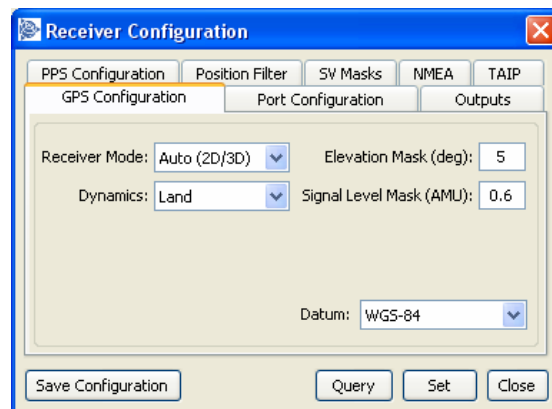 Receiver Configuration
PPS Configuration Position Filter SV Masks NMEA TAIP
GPS Configuration Port Configuration Outputs
Receiver Mode: Auto (2D/3D) Elevation Mask (deg): 5
Dynamics: Land Signal Level Mask (AMU): 0.6
Datum: WGS-84
Save Configuration Query Set Close